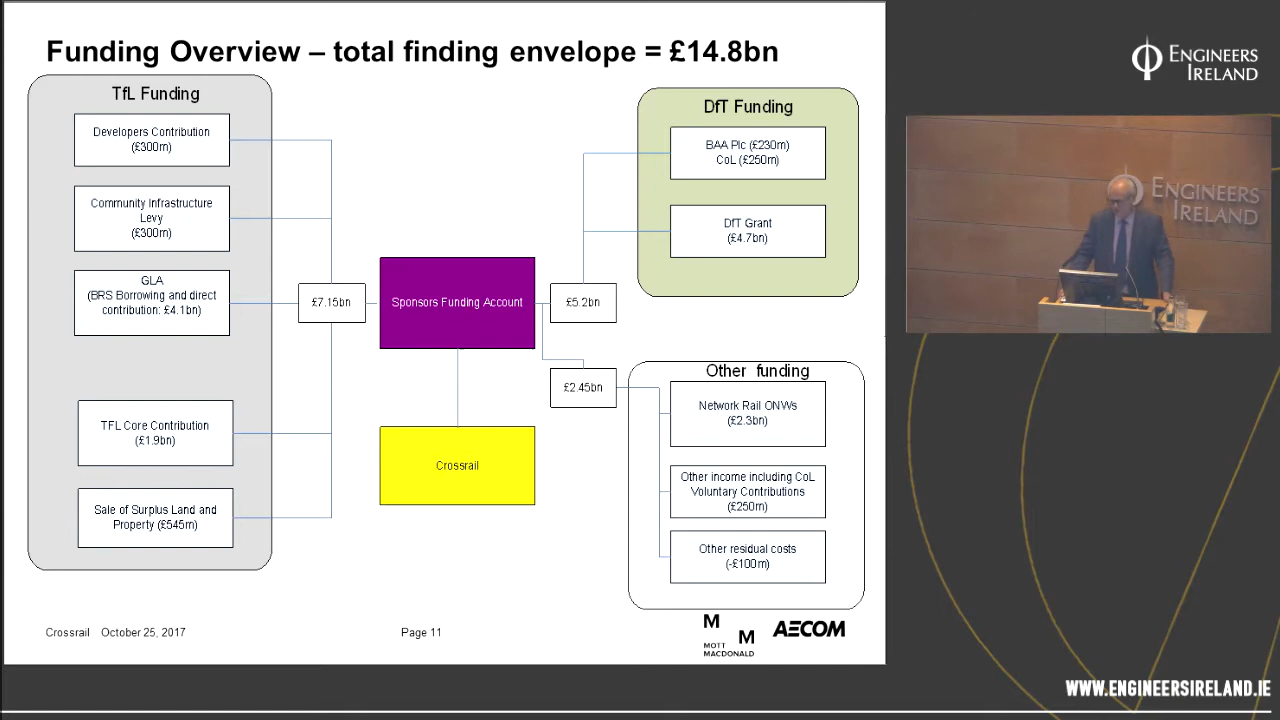 Funding Overview – total finding envelope = £14.8bn
TfL Funding
Developers Contribution
(£300m)
Community Infrastructure
Levy
(£300m)
GLA
(BRS Borrowing and direct
contribution: £4.1bn)
TFL Core Contribution
(£1.9bn)
Sale of Surplus Land and
Property (£545m)
£7.15bn
Sponsors Funding Account
Crossrail
£5.2bn
£2.45bn
DfT Funding
BAA Plc (£230m)
CoL (£250m)
DfT Grant
(£4.7bn)
Other funding
Network Rail ONWs
(£2.3bn)
Other income including CoL
Voluntary Contributions
(£250m)
Other residual costs
(-£100m)
Crossrail October 25, 2017
Page 11
M
M
MOTT
MACDONALD
AECOM
ENGINEERS
IRELAND
ENGINEERS
IRELAND
WWW.ENGINEERSIRELAND.IE